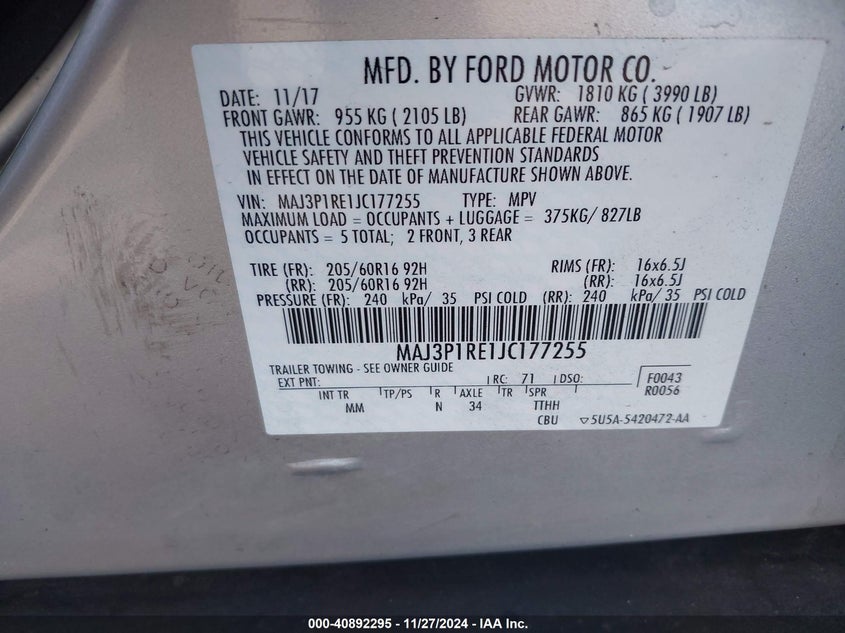 MFD. BY FORD MOTOR CO.
DATE: 11/17 GVWR: 1810 KG ( 3990 LB)
FRONT GAWR: 955 KG ( 2105 LB) REAR GAWR: 865 KG ( 1907 LB)
THIS VEHICLE CONFORMS TO ALL APPLICABLE FEDERAL MOTOR
VEHICLE SAFETY AND THEFT PREVENTION STANDARDS
IN EFFECT ON THE DATE OF MANUFACTURE SHOWN ABOVE.
VIN: MAJ3P1RE1JC177255 TYPE: MPV
MAXIMUM LOAD = OCCUPANTS + LUGGAGE = 375KG/ 827LB
OCCUPANTS = 5 TOTAL; 2 FRONT, 3 REAR
TIRE (FR): 205/60R16 92H RIMS (FR): 16x6.5J
(RR): 205/60R16 92H (RR): 16x6.5J
PRESSURE (FR): 240 kPa/ 35 PSI COLD (RR): 240 kPa/ 35 PSI COLD
MAJ3P1RE1JC177255
TRAILER TOWING - SEE OWNER GUIDE
EXT PNT: RC: 71 DSO: F0043
INT TR TP/PS R AXLE TR SPR R0056
MM N 34 TTHH
CBU ▽5U5A-5420472-AA
000-40892295 - 11/27/2024 - IAA Inc.